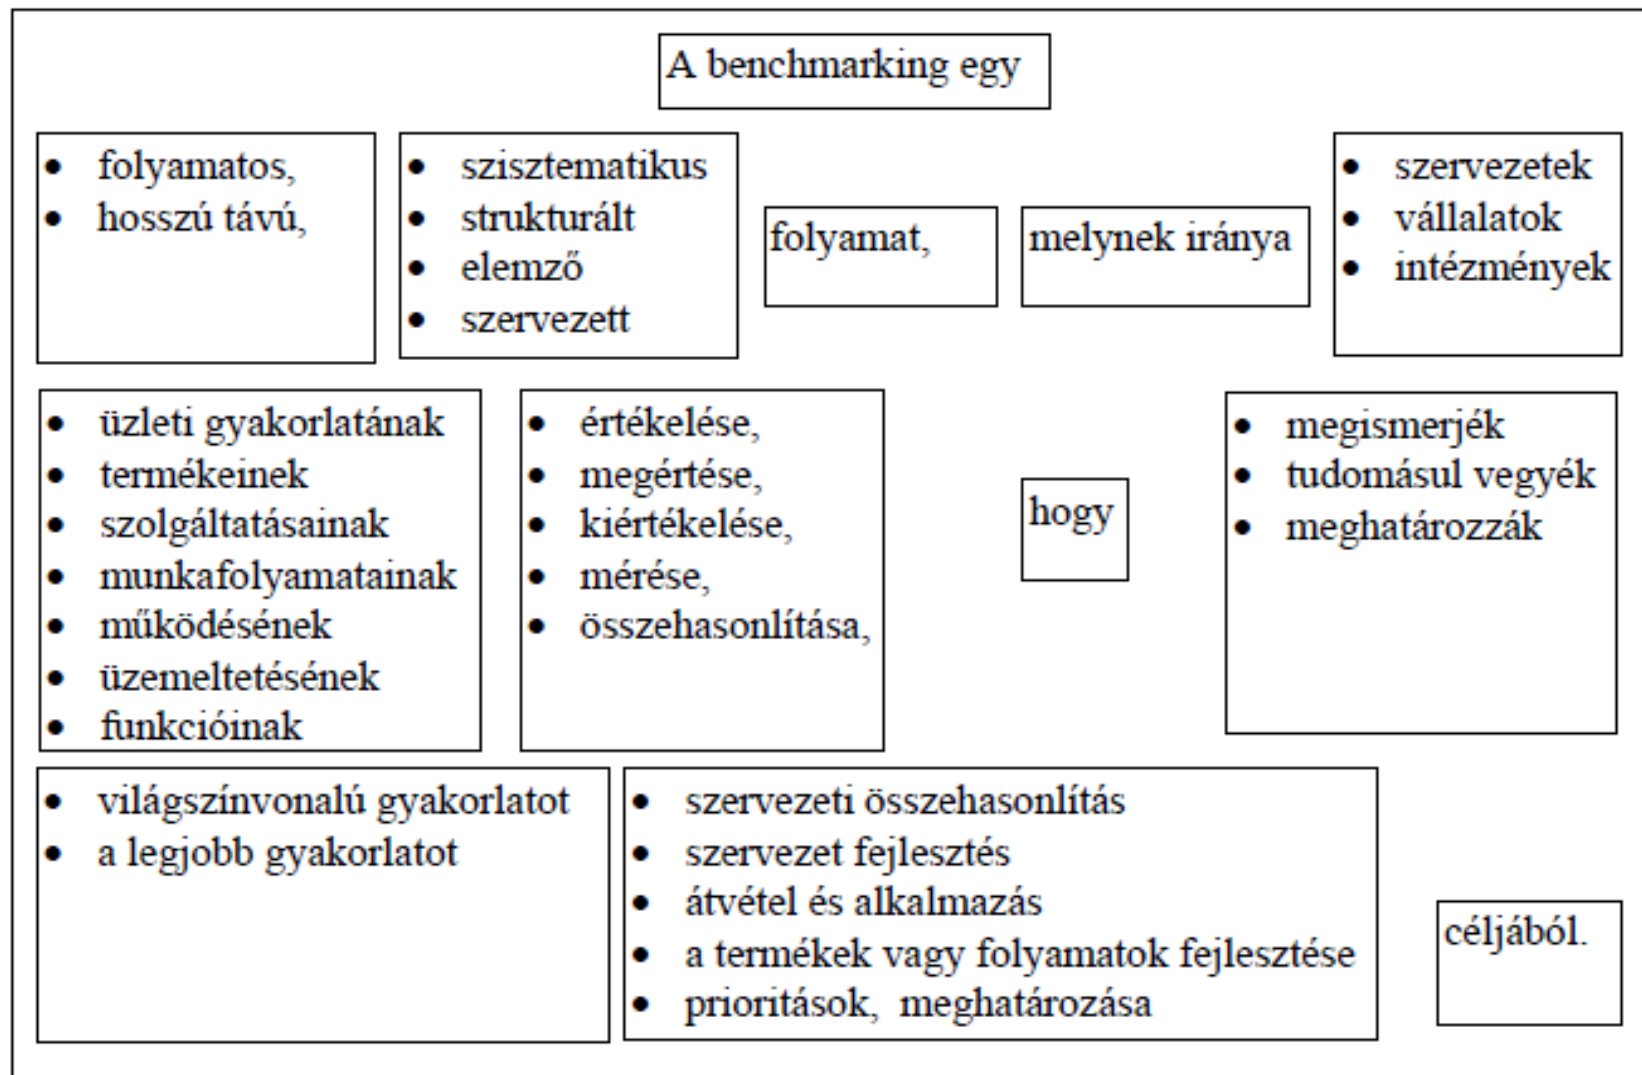 A benchmarking egy
• folyamatos,
• hosszú távú,
• szisztematikus
• strukturált
• elemző
• szervezett
folyamat,
melynek iránya
• szervezetek
• vállalatok
• intézmények
• üzleti gyakorlatának
• termékeinek
• szolgáltatásainak
• munkafolyamatainak
• működésének
• üzemeltetésének
• funkcióinak
• értékelése,
• megértése,
• kiértékelése,
• mérése,
• összehasonlítása,
hogy
• megismerjék
• tudomásul vegyék
• meghatározzák
• világszínvonalú gyakorlatot
• a legjobb gyakorlatot
• szervezeti összehasonlítás
• szervezet fejlesztés
• átvétel és alkalmazás
• a termékek vagy folyamatok fejlesztése
• prioritások, meghatározása
céljából.